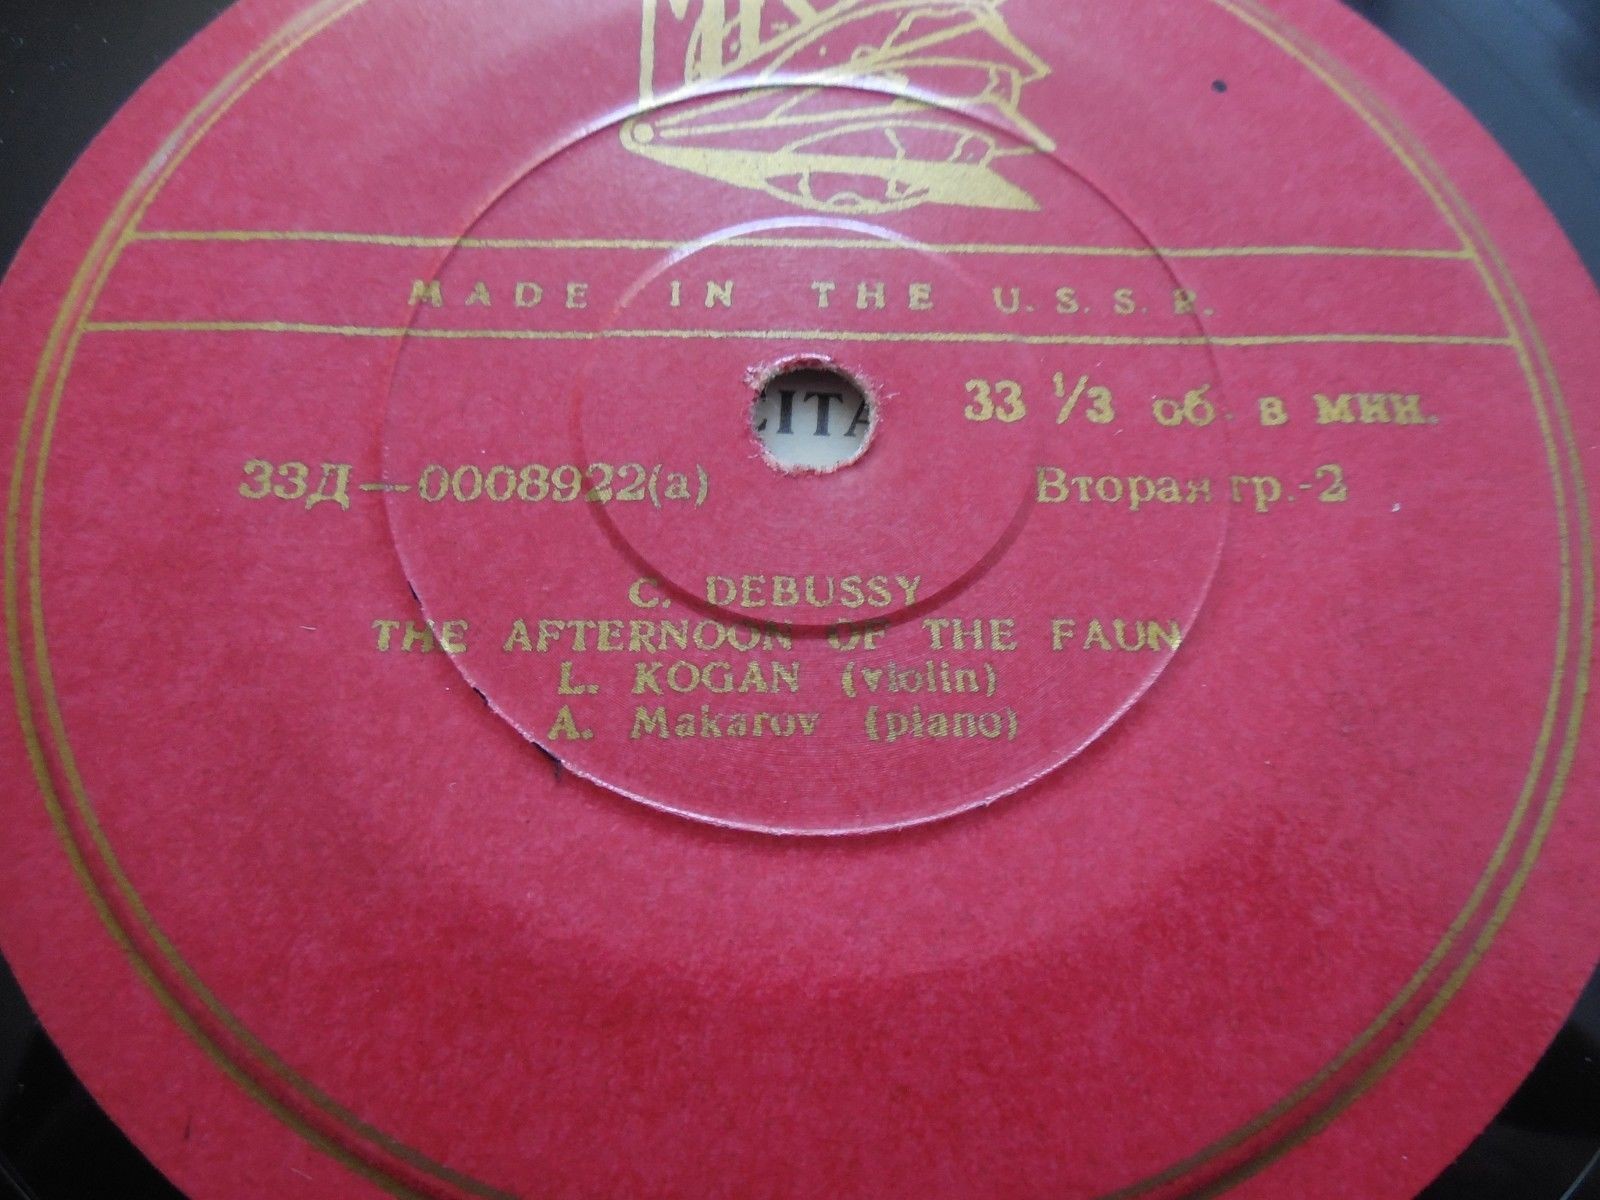 MADE IN THE U.S.S.R.
33 1/3 об. в мин.
33Д—0008922(a)
Вторая гр.-2
C. DEBUSSY
THE AFTERNOON OF THE FAUN
L. KOGAN (violin)
A. Makarov (piano)